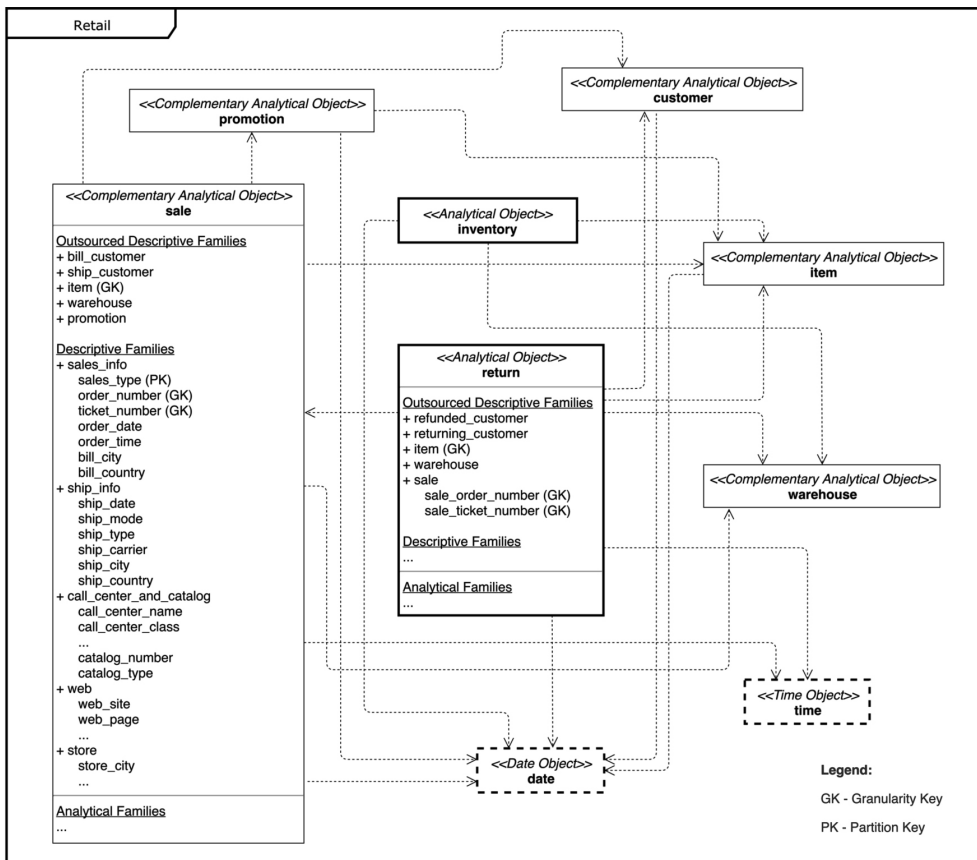 Retail
<<Complementary Analytical Object>>
customer
<<Complementary Analytical Object>>
promotion
<<Complementary Analytical Object>>
sale
Outsourced Descriptive Families
+ bill_customer
+ ship_customer
+ item (GK)
+ warehouse
+ promotion
Descriptive Families
+ sales_info
sales_type (PK)
order_number (GK)
ticket_number (GK)
order_date
order_time
bill_city
bill_country
+ ship_info
ship_date
ship_mode
ship_type
ship_carrier
ship_city
ship_country
+ call_center_and_catalog
call_center_name
call_center_class
...
catalog_number
catalog_type
+ web
web_site
web_page
...
+ store
store_city
...
Analytical Families
...
<<Analytical Object>>
inventory
<<Complementary Analytical Object>>
item
<<Analytical Object>>
return
Outsourced Descriptive Families
+ refunded_customer
+ returning_customer
+ item (GK)
+ warehouse
+ sale
sale_order_number (GK)
sale_ticket_number (GK)
Descriptive Families
...
Analytical Families
...
<<Complementary Analytical Object>>
warehouse
<<Time Object>>
time
<<Date Object>>
date
Legend:
GK - Granularity Key
PK - Partition Key